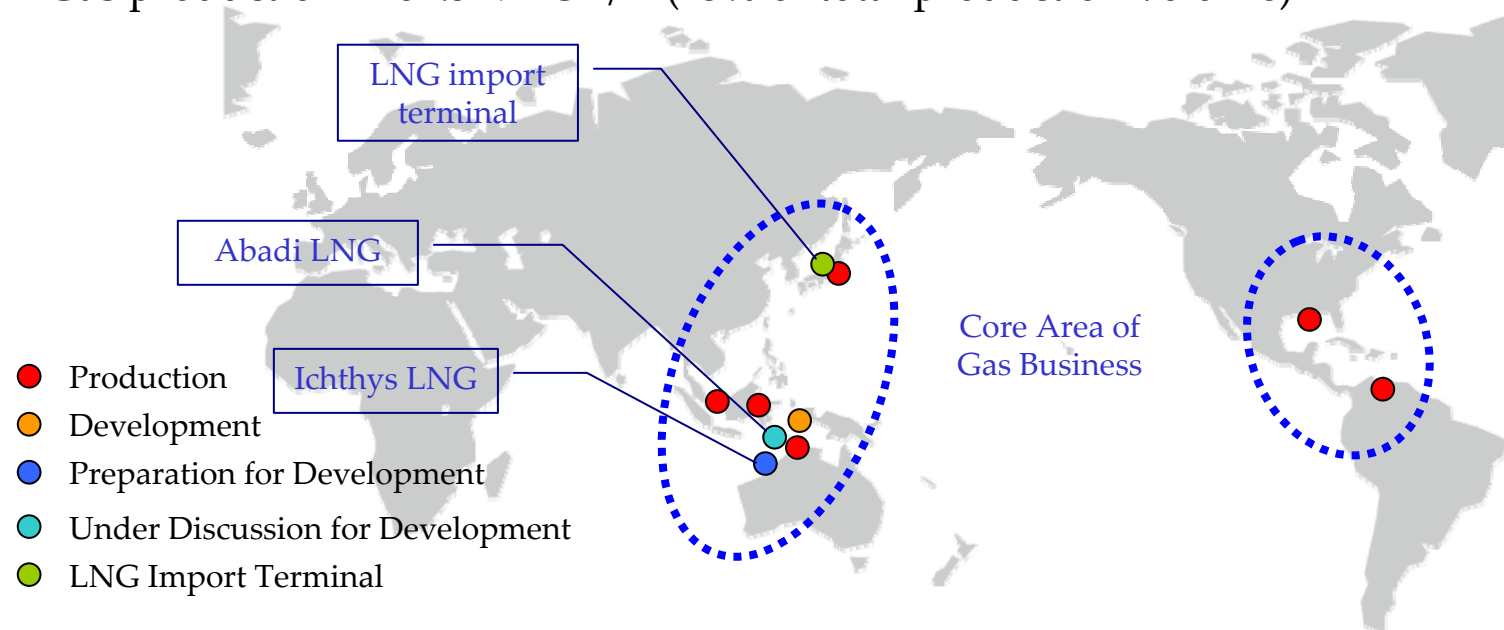 LNG import
terminal
Abadi LNG
Ichthys LNG
Core Area of
Gas Business
Production
Development
Preparation for Development
Under Discussion for Development
LNG Import Terminal